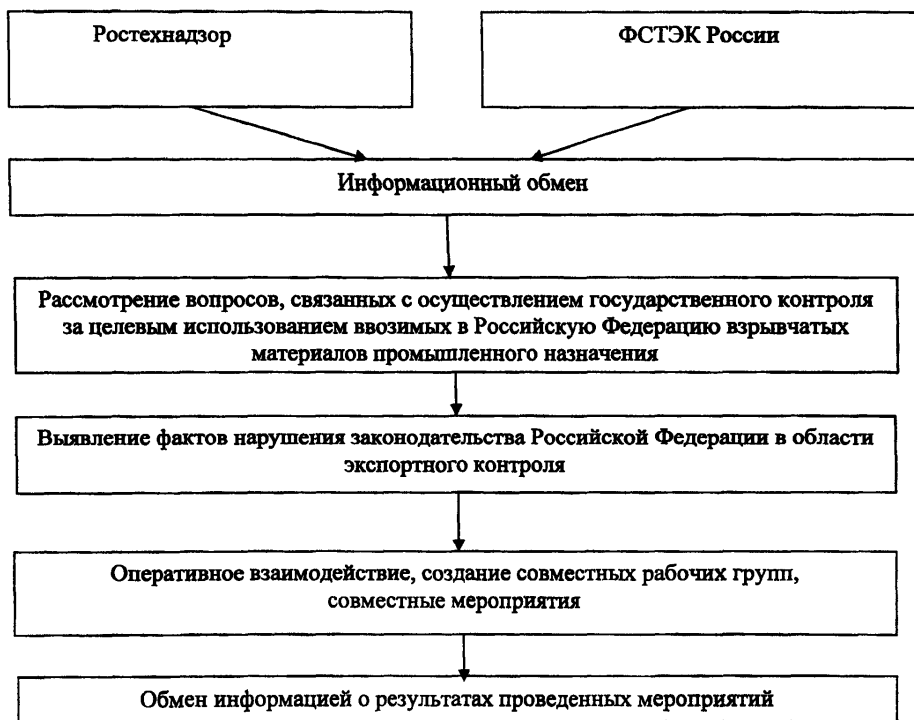 Ростехнадзор
ФСТЭК России
Информационный обмен
Рассмотрение вопросов, связанных с осуществлением государственного контроля
за целевым использованием ввозимых в Российскую Федерацию взрывчатых
материалов промышленного назначения
Выявление фактов нарушения законодательства Российской Федерации в области
экспортного контроля
Оперативное взаимодействие, создание совместных рабочих групп,
совместные мероприятия
Обмен информацией о результатах проведенных мероприятий